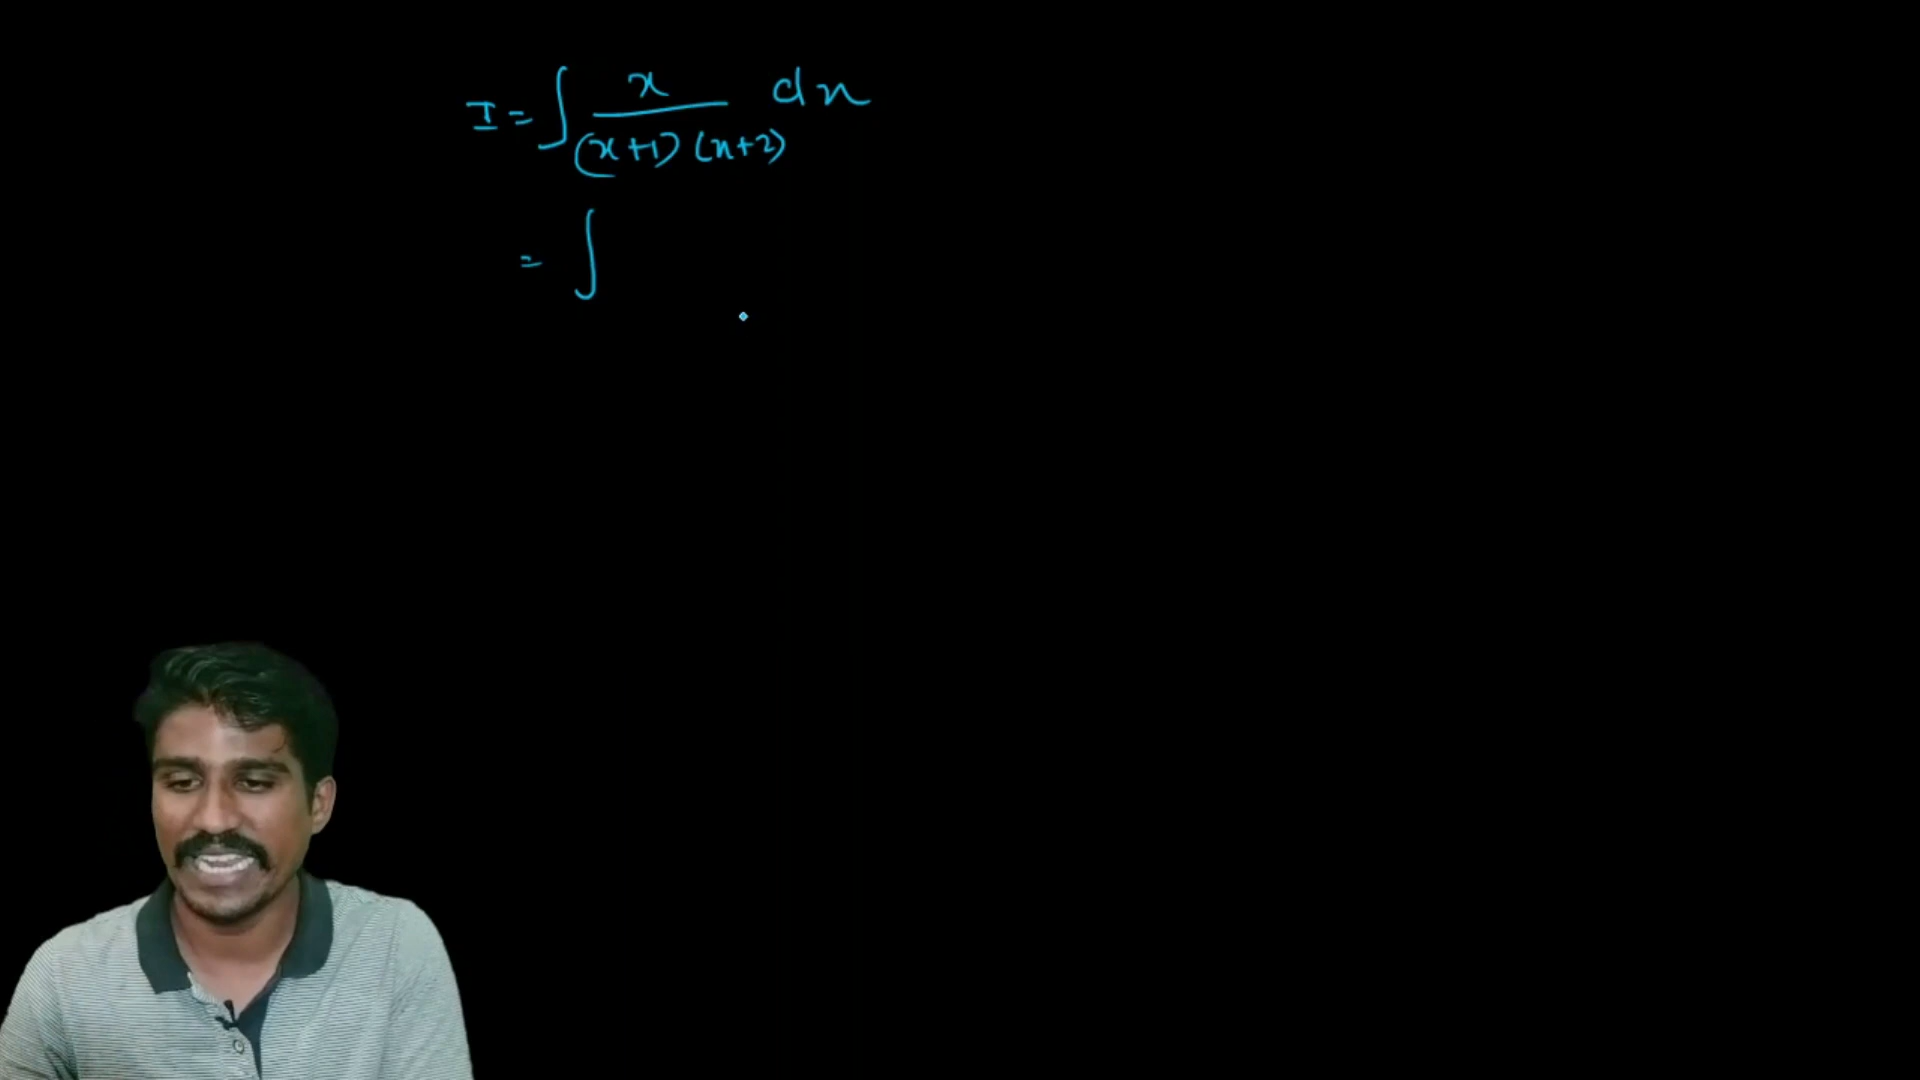 I = ∫ x / (x+1)(x+2) dx
= ∫